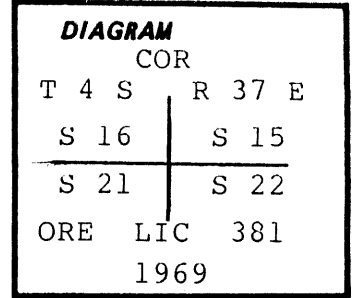 DIAGRAM
COR
T 4 S R 37 E
S 16 S 15
S 21 S 22
ORE LIC 381
1969